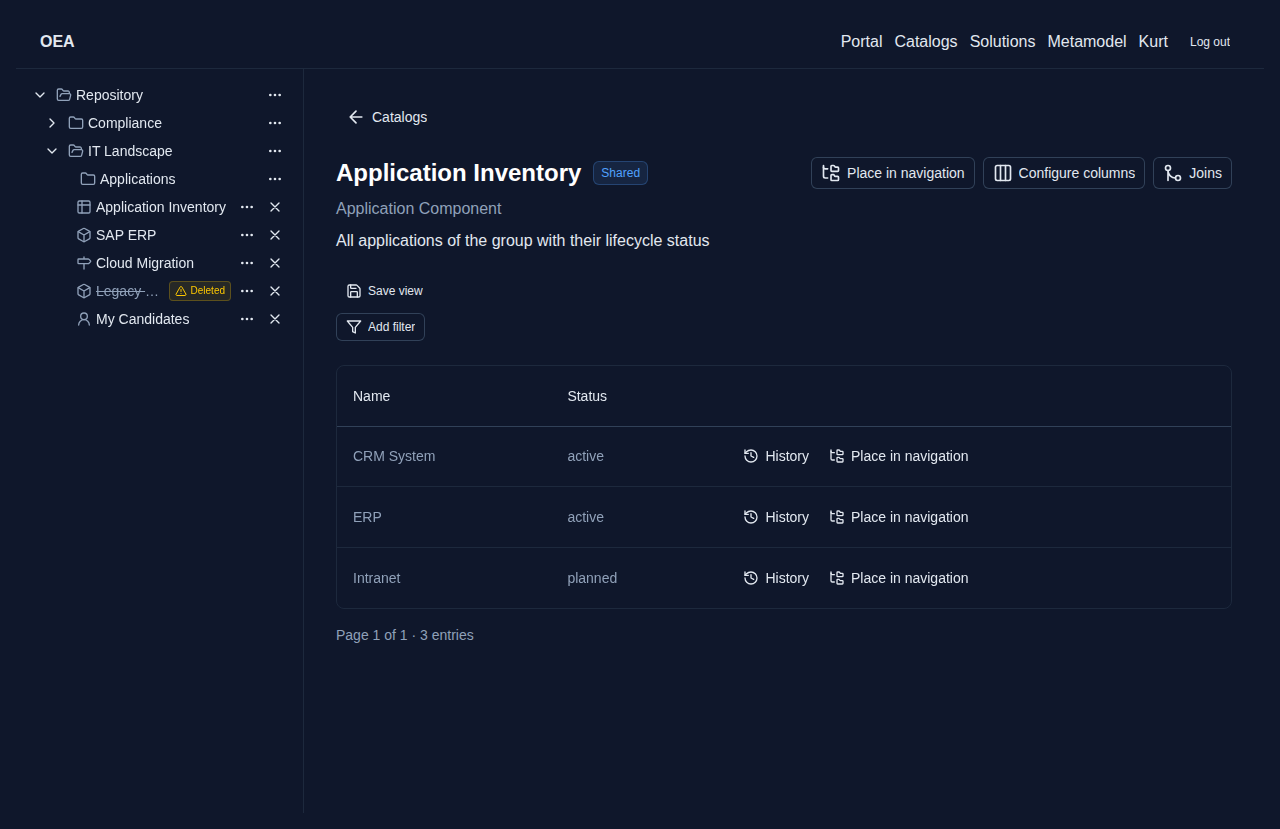 OEA
Portal Catalogs Solutions Metamodel Kurt Log out
Repository
Compliance
IT Landscape
Applications
Application Inventory
SAP ERP
Cloud Migration
Legacy ... Deleted
My Candidates
Catalogs
Application Inventory Shared
Place in navigation Configure columns Joins
Application Component
All applications of the group with their lifecycle status
Save view
Add filter
Name Status
CRM System active History Place in navigation
ERP active History Place in navigation
Intranet planned History Place in navigation
Page 1 of 1 · 3 entries